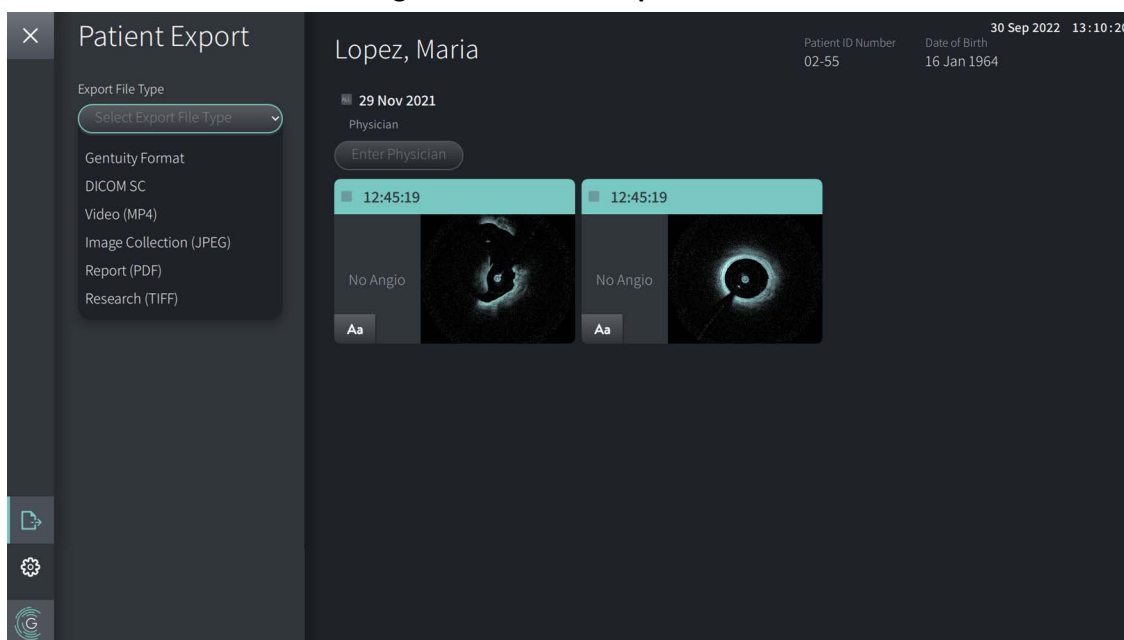 Patient Export
Export File Type
Select Export File Type
Gentuity Format
DICOM SC
Video (MP4)
Image Collection (JPEG)
Report (PDF)
Research (TIFF)
G
30 Sep 2022 13:10:20
Lopez, Maria
Patient ID Number
02-55
Date of Birth
16 Jan 1964
ALL 29 Nov 2021
Physician
Enter Physician
12:45:19
No Angio
Aa
12:45:19
No Angio
Aa